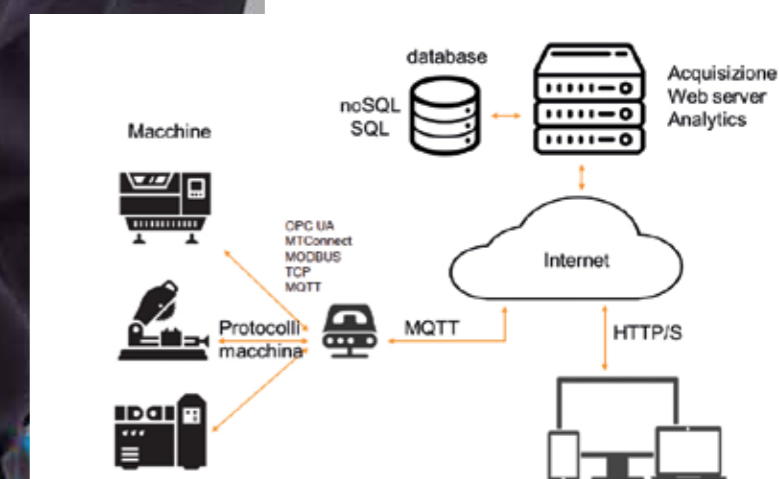 database
noSQL
SQL
Acquisizione
Web server
Analytics
Macchine
OPC UA
MTConnect
MODBUS
TCP
MQTT
Internet
Protocolli
macchina
MQTT
HTTP/S